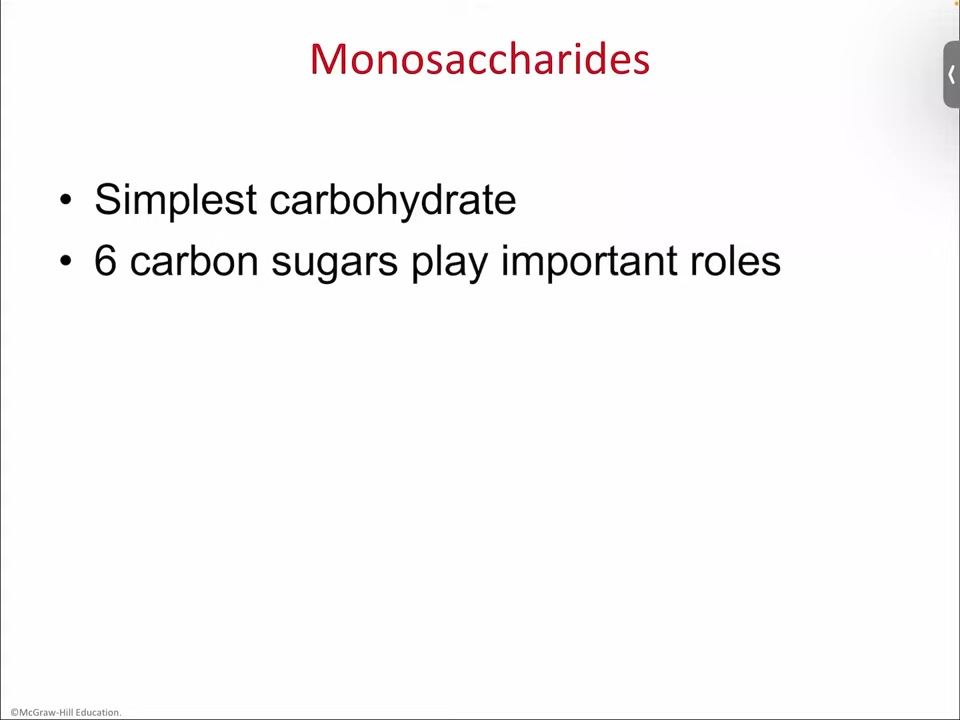 Monosaccharides
• Simplest carbohydrate
• 6 carbon sugars play important roles
©McGraw-Hill Education.